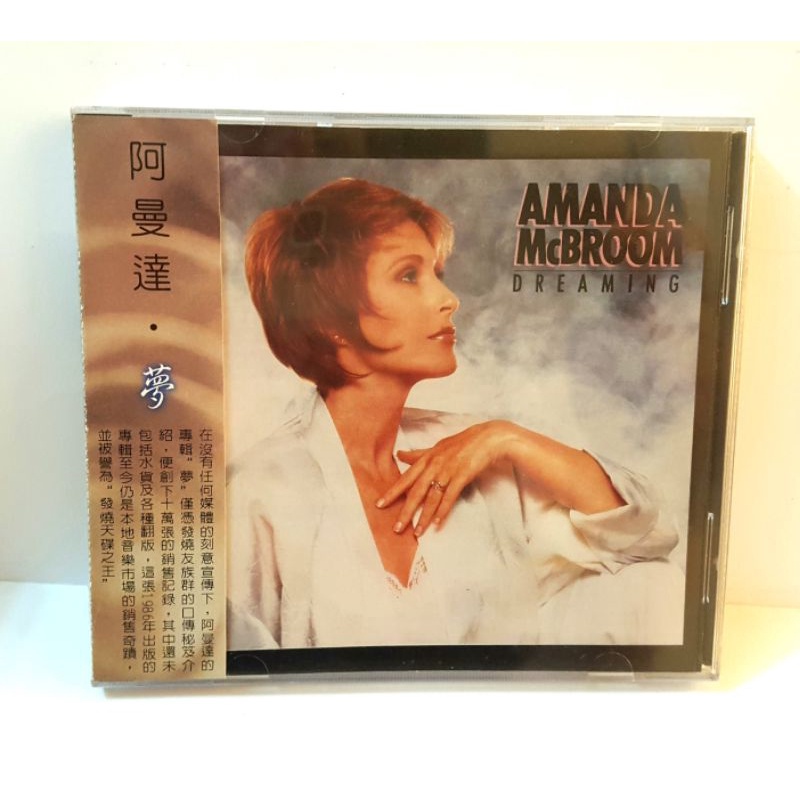 阿曼達·夢
在沒有任何媒體的刻意宣傳下，阿曼達的
專輯"夢"僅憑發燒友族群的口傳秘笈介
紹，便創下十萬張的銷售記錄，其中還未
包括水貨及各種翻版，這張1986年出版的
專輯至今仍是本地音樂市場的銷售奇蹟，
並被譽為"發燒天碟之王"
AMANDA
McBROOM
DREAMING